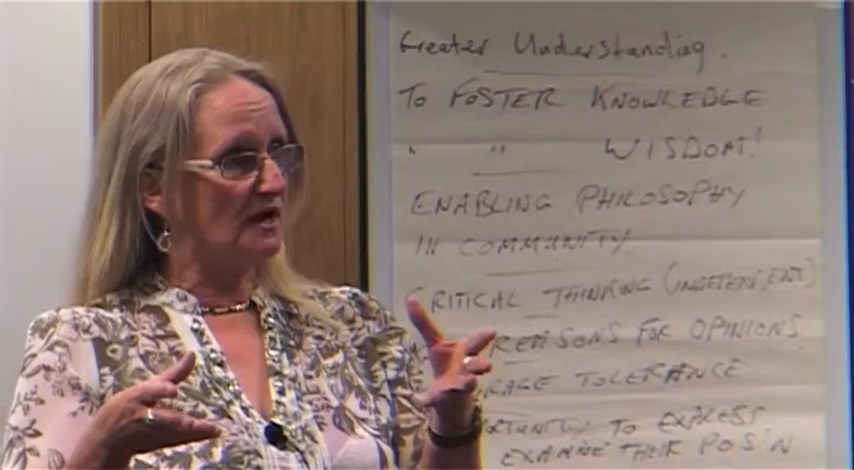 Greater Understanding.
TO FOSTER KNOWLEDGE
" " WISDOM!
ENABLING PHILOSOPHY
IN COMMUNITY
CRITICAL THINKING (INDEPENDENT)
REASONS FOR OPINIONS
TOLERANCE
TO EXPRESS
EXAMINE THEIR POS'N